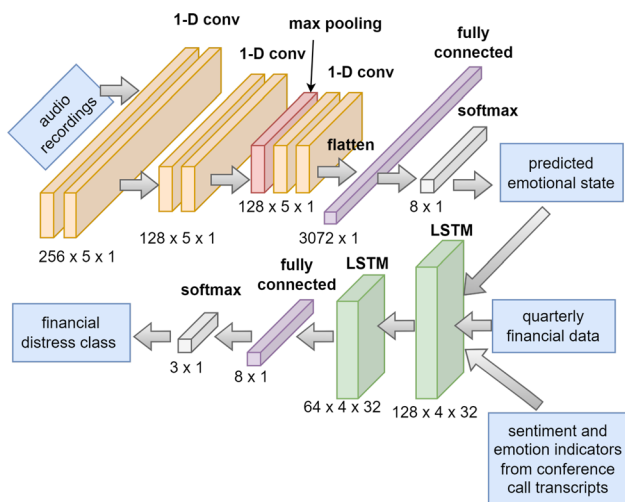 1-D conv
max pooling
fully
connected
1-D conv
1-D conv
softmax
audio
recordings
flatten
predicted
emotional state
128 x 5 x 1
8 x 1
3072 x 1
128 x 5 x 1
256 x 5 x 1
LSTM
LSTM
fully
connected
softmax
financial
distress class
quarterly
financial data
3 x 1
8 x 1
64 x 4 x 32
128 x 4 x 32
sentiment and
emotion indicators
from conference
call transcripts